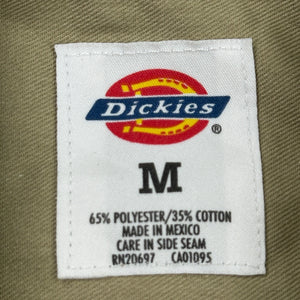 Dickies
®
M
65% POLYESTER/35% COTTON
MADE IN MEXICO
CARE IN SIDE SEAM
RN20697 CA01095